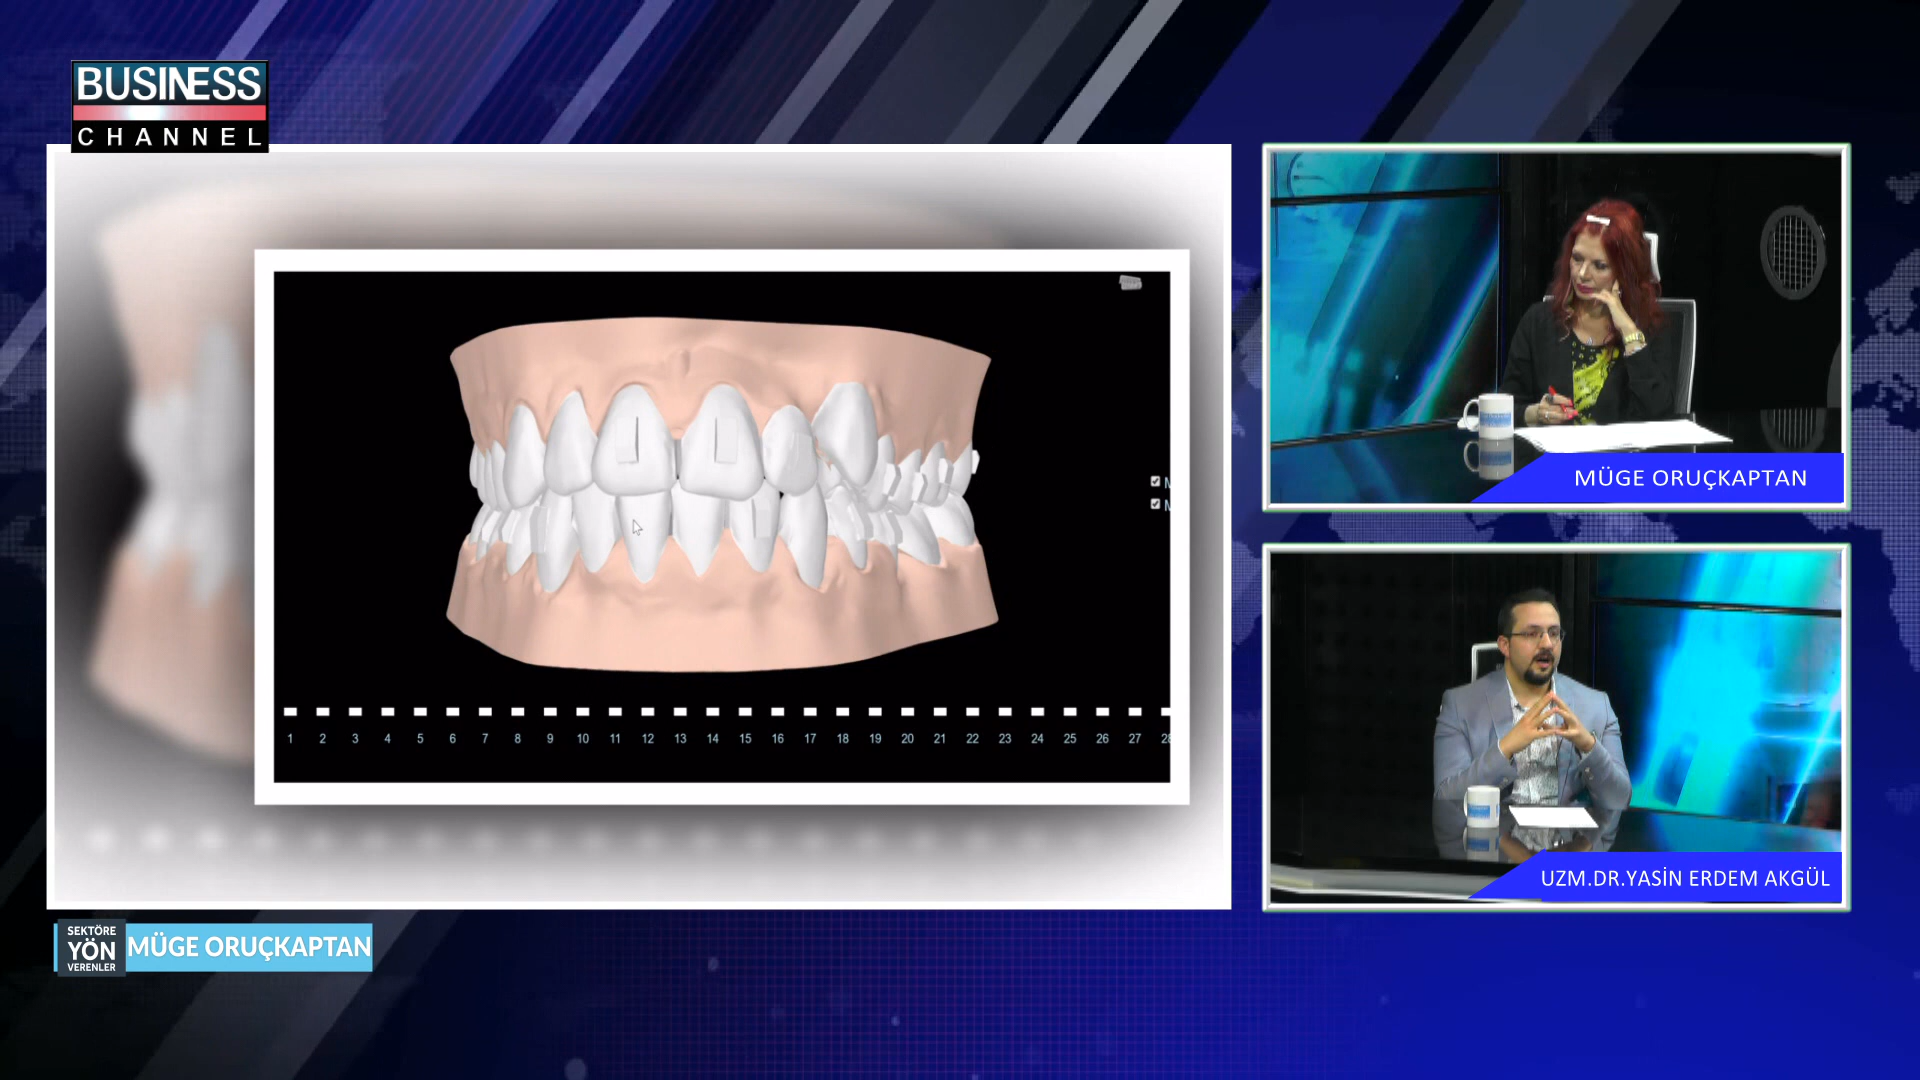 BUSINESS
CHANNEL
MÜGE ORUÇKAPTAN
M
M
1 2 3 4 5 6 7 8 9 10 11 12 13 14 15 16 17 18 19 20 21 22 23 24 25 26 27 28
UZM.DR.YASİN ERDEM AKGÜL
SEKTÖRE
YÖN
VERENLER
MÜGE ORUÇKAPTAN